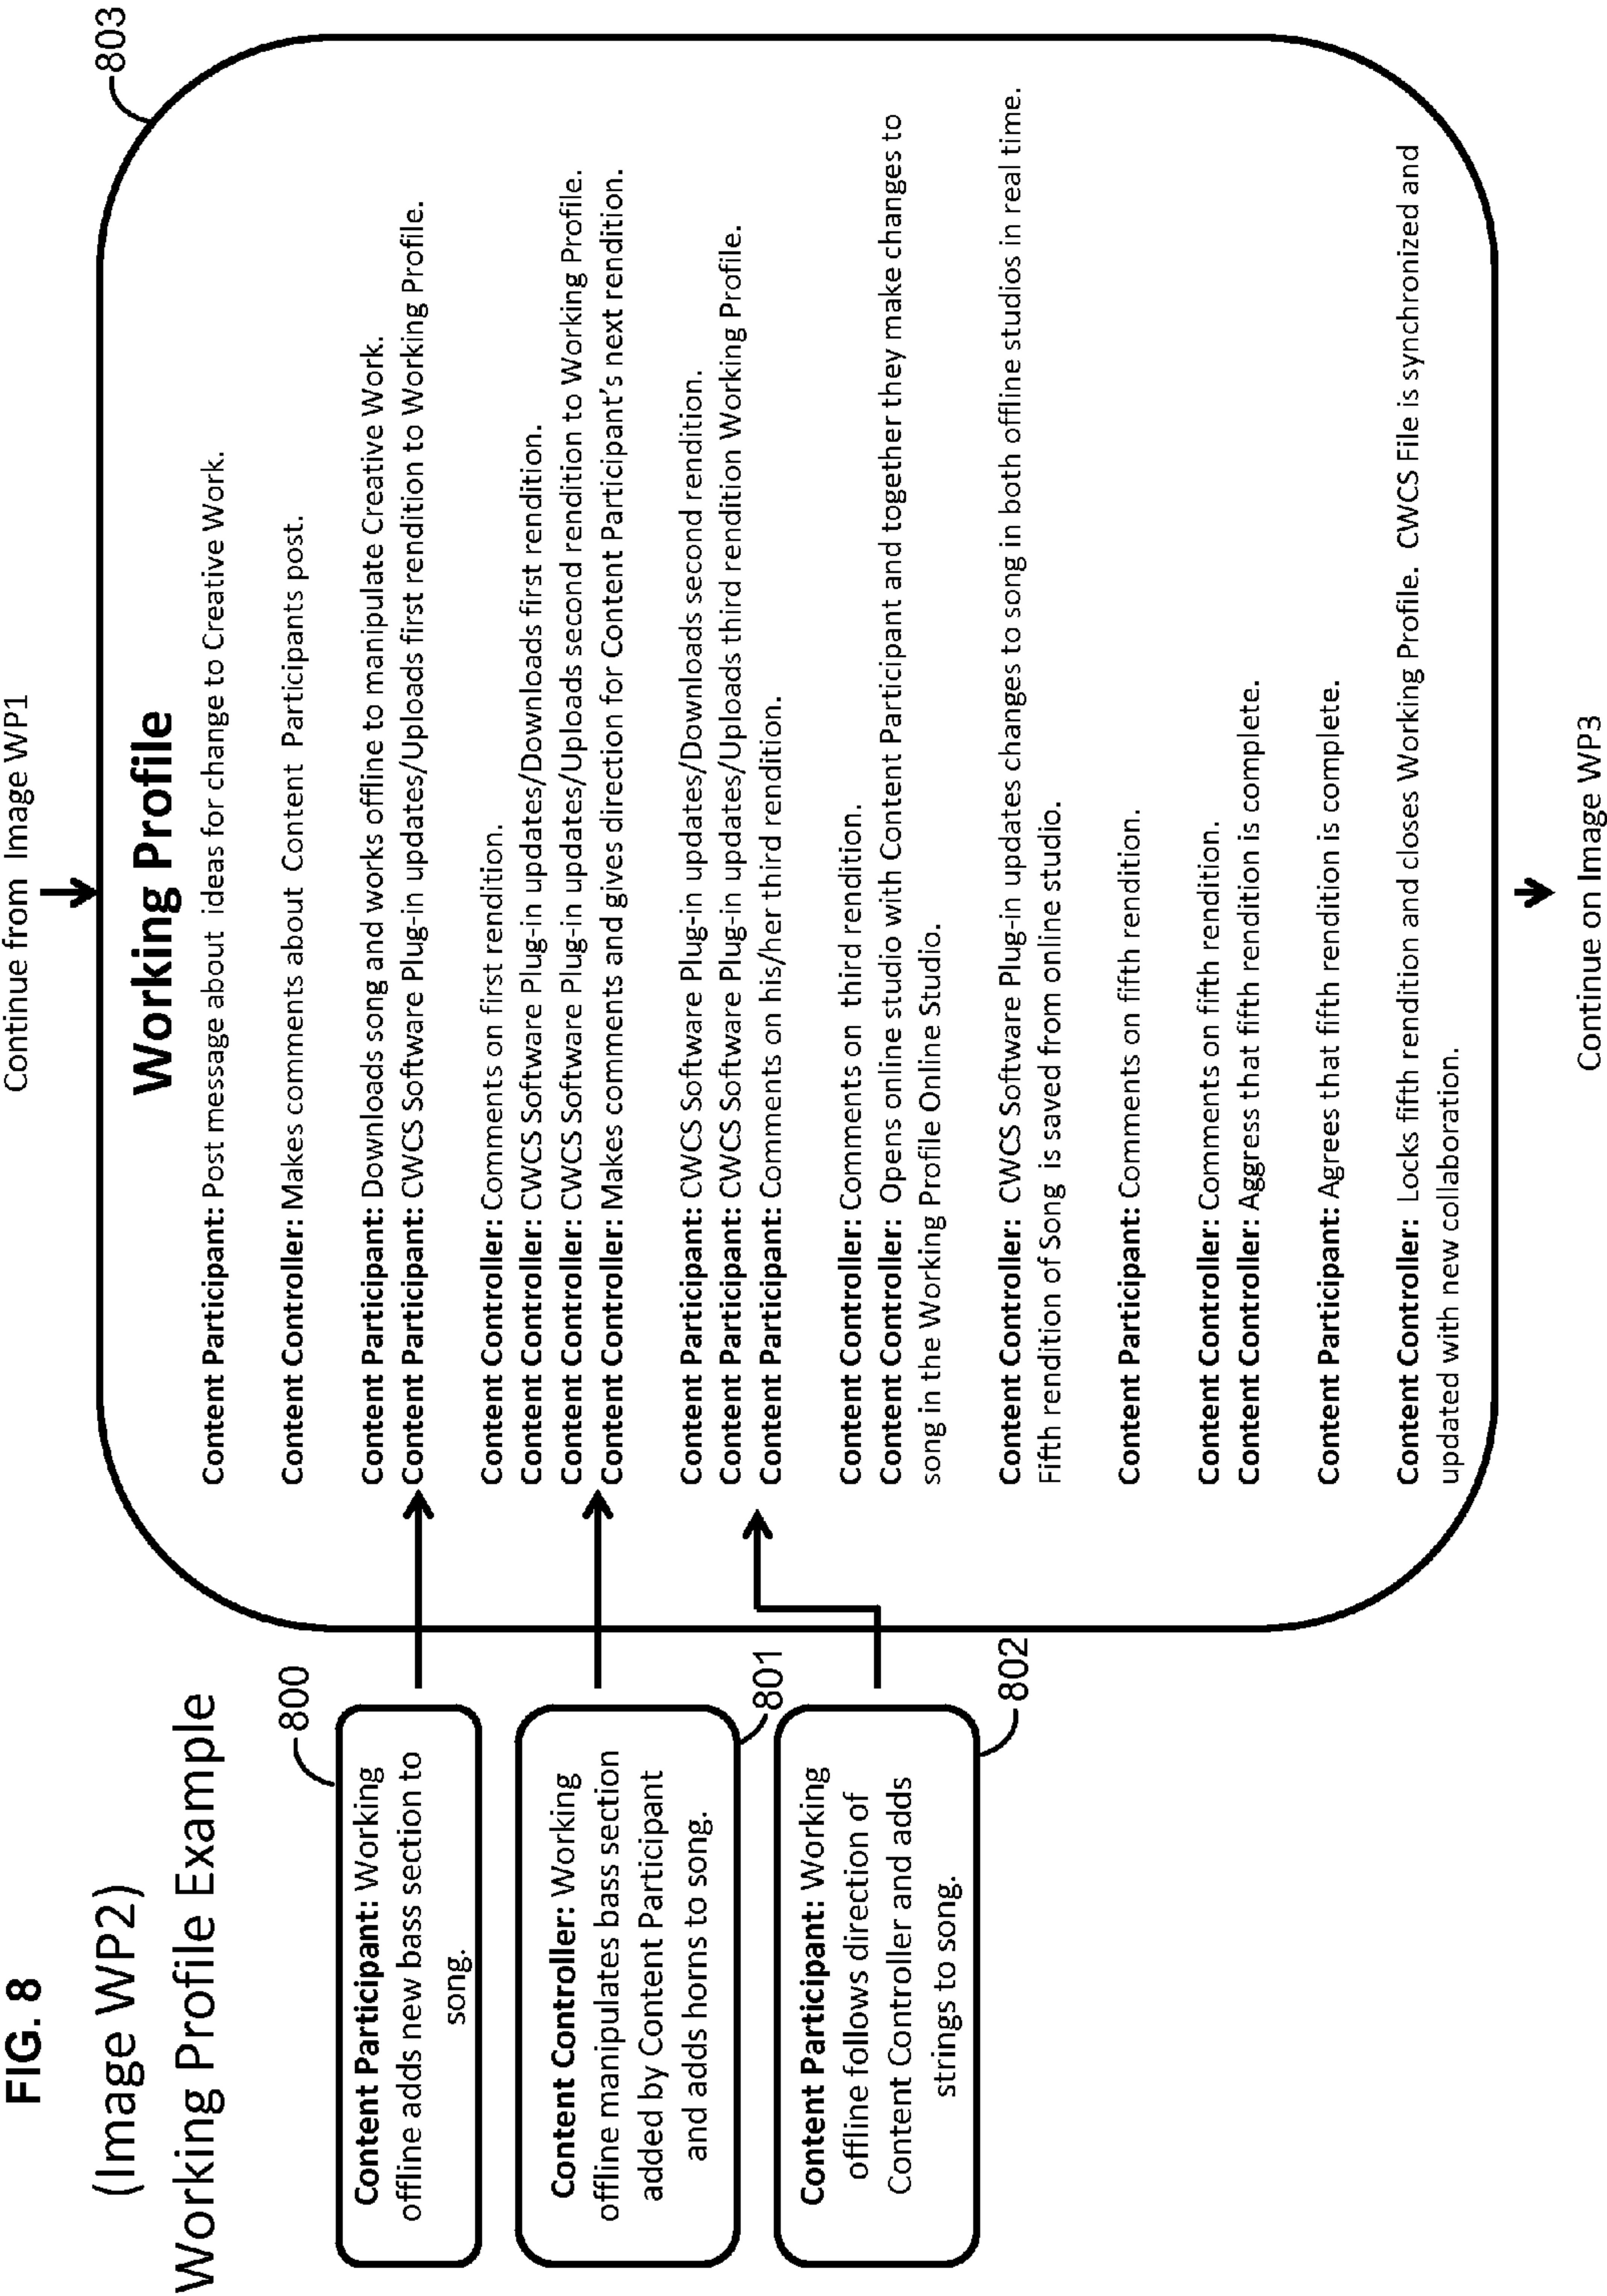 FIG. 8
(Image WP2)
Working Profile Example
800
Content Participant: Working
offline adds new bass section to
song.
801
Content Controller: Working
offline manipulates bass section
added by Content Participant
and adds horns to song.
802
Content Participant: Working
offline follows direction of
Content Controller and adds
strings to song.
Continue from Image WP1
803
Working Profile
Content Participant: Post message about ideas for change to Creative Work.
Content Controller: Makes comments about Content Participants post.
Content Participant: Downloads song and works offline to manipulate Creative Work.
Content Participant: CWCS Software Plug-in updates/Uploads first rendition to Working Profile.
Content Controller: Comments on first rendition.
Content Controller: CWCS Software Plug-in updates/Downloads first rendition.
Content Controller: CWCS Software Plug-in updates/Uploads second rendition to Working Profile.
Content Controller: Makes comments and gives direction for Content Participant's next rendition.
Content Participant: CWCS Software Plug-in updates/Downloads second rendition.
Content Participant: CWCS Software Plug-in updates/Uploads third rendition Working Profile.
Content Participant: Comments on his/her third rendition.
Content Controller: Comments on third rendition.
Content Controller: Opens online studio with Content Participant and together they make changes to
song in the Working Profile Online Studio.
Content Controller: CWCS Software Plug-in updates changes to song in both offline studios in real time.
Fifth rendition of Song is saved from online studio.
Content Participant: Comments on fifth rendition.
Content Controller: Comments on fifth rendition.
Content Controller: Aggress that fifth rendition is complete.
Content Participant: Agrees that fifth rendition is complete.
Content Controller: Locks fifth rendition and closes Working Profile. CWCS File is synchronized and
updated with new collaboration.
Continue on Image WP3